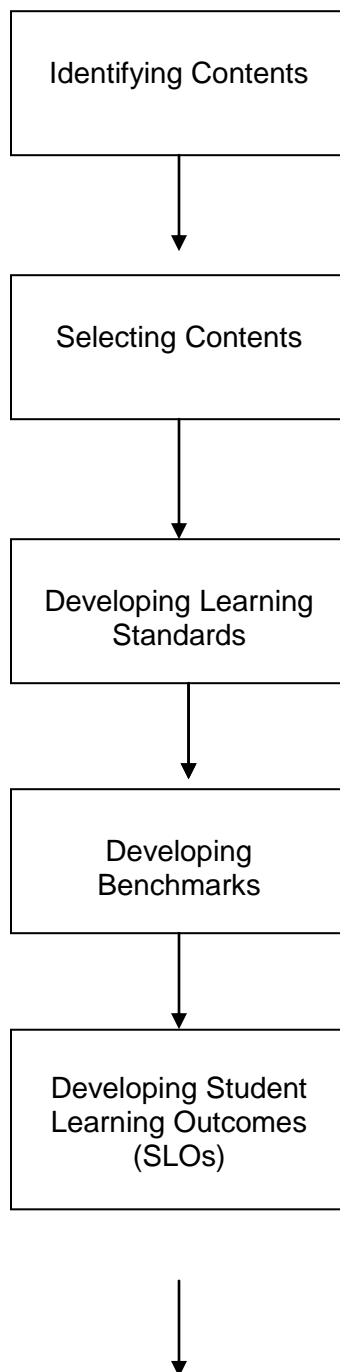 Identifying Contents
Selecting Contents
Developing Learning
Standards
Developing
Benchmarks
Developing Student
Learning Outcomes
(SLOs)